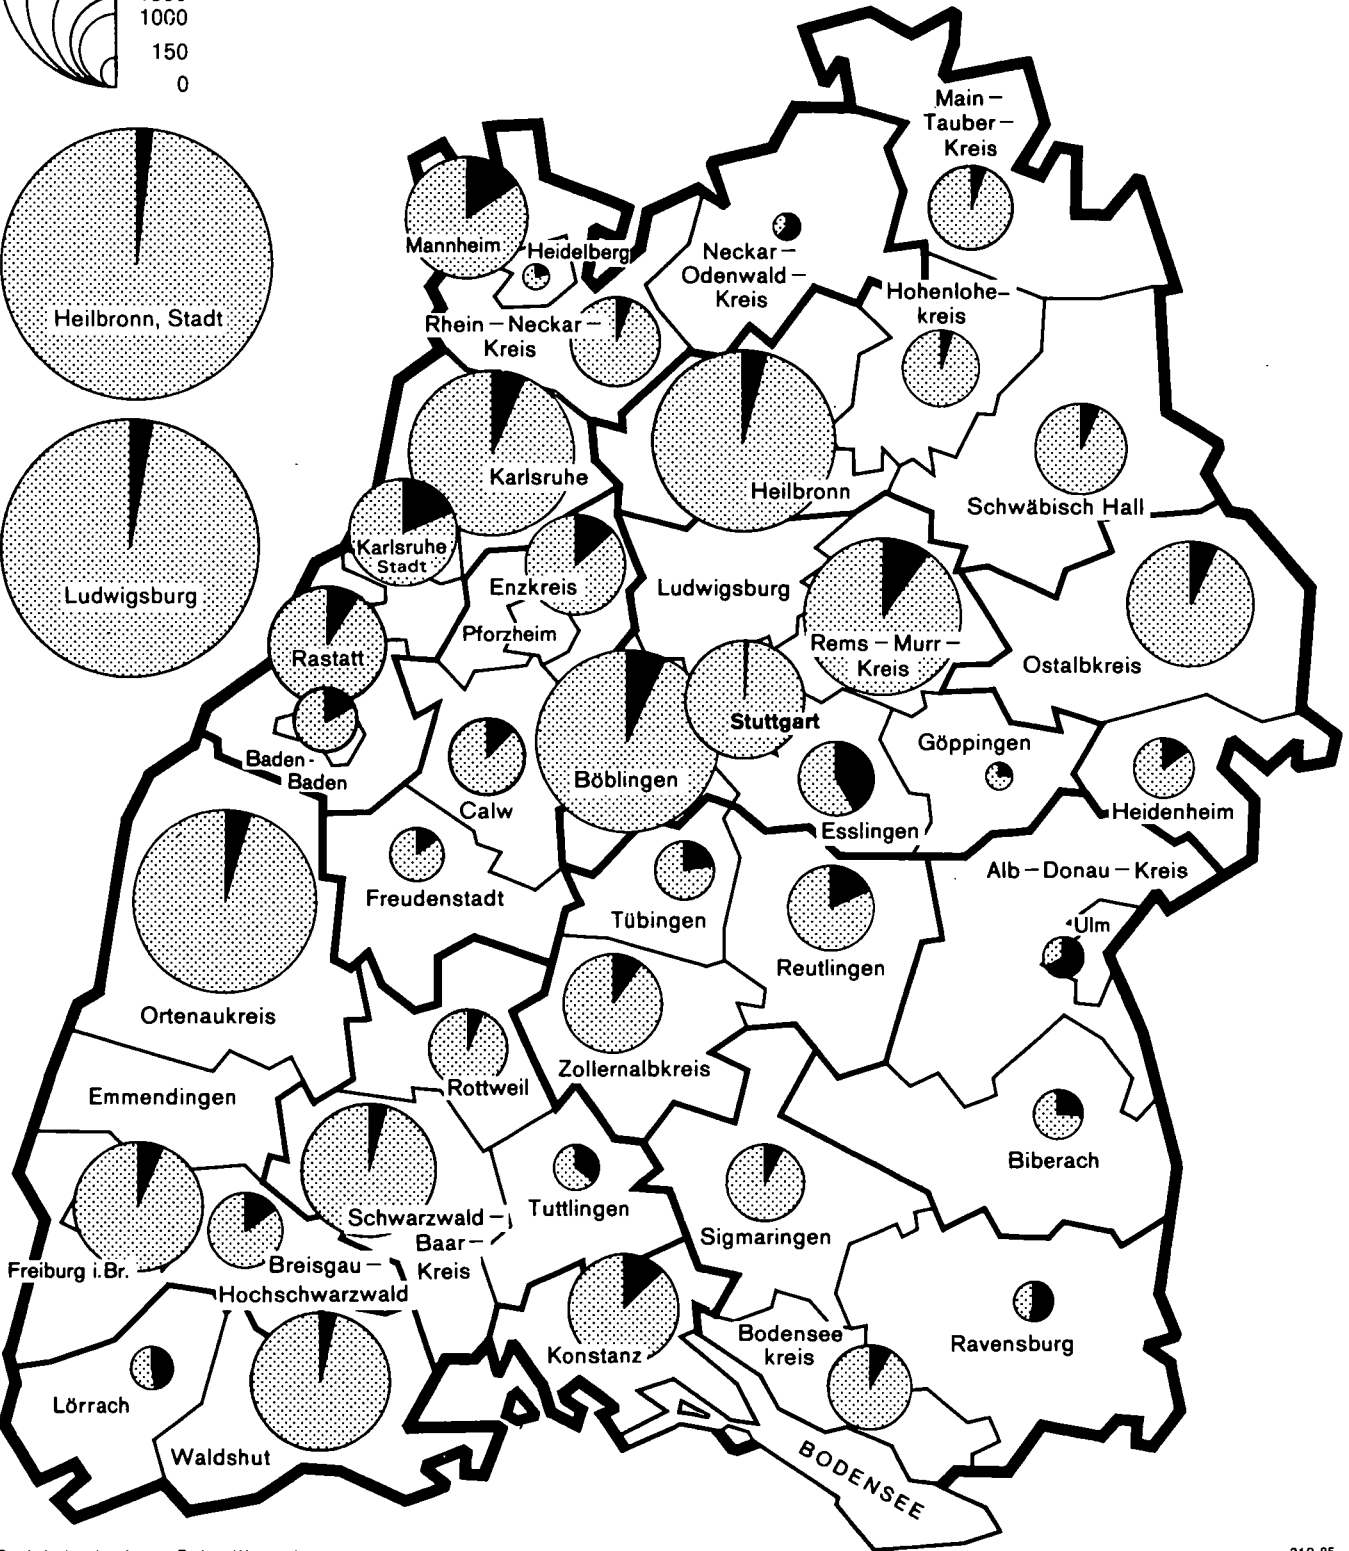 1000
150
0
Main –
Tauber –
Kreis
Mannheim
Heidelberg
Neckar –
Odenwald –
Kreis
Hohenlohe –
kreis
Heilbronn, Stadt
Rhein – Neckar –
Kreis
Karlsruhe
Heilbronn
Schwäbisch Hall
Karlsruhe
Stadt
Enzkreis
Ludwigsburg
Ludwigsburg
Pforzheim
Rems – Murr –
Kreis
Rastatt
Ostalbkreis
Stuttgart
Göppingen
Baden-
Baden
Böblingen
Calw
Heidenheim
Esslingen
Alb – Donau – Kreis
Freudenstadt
Tübingen
Ulm
Reutlingen
Ortenaukreis
Zollernalbkreis
Rottweil
Emmendingen
Biberach
Tuttlingen
Schwarzwald –
Baar –
Kreis
Sigmaringen
Freiburg i.Br.
Breisgau –
Hochschwarzwald
Konstanz
Bodensee
kreis
Ravensburg
Lörrach
Waldshut
BODENSEE